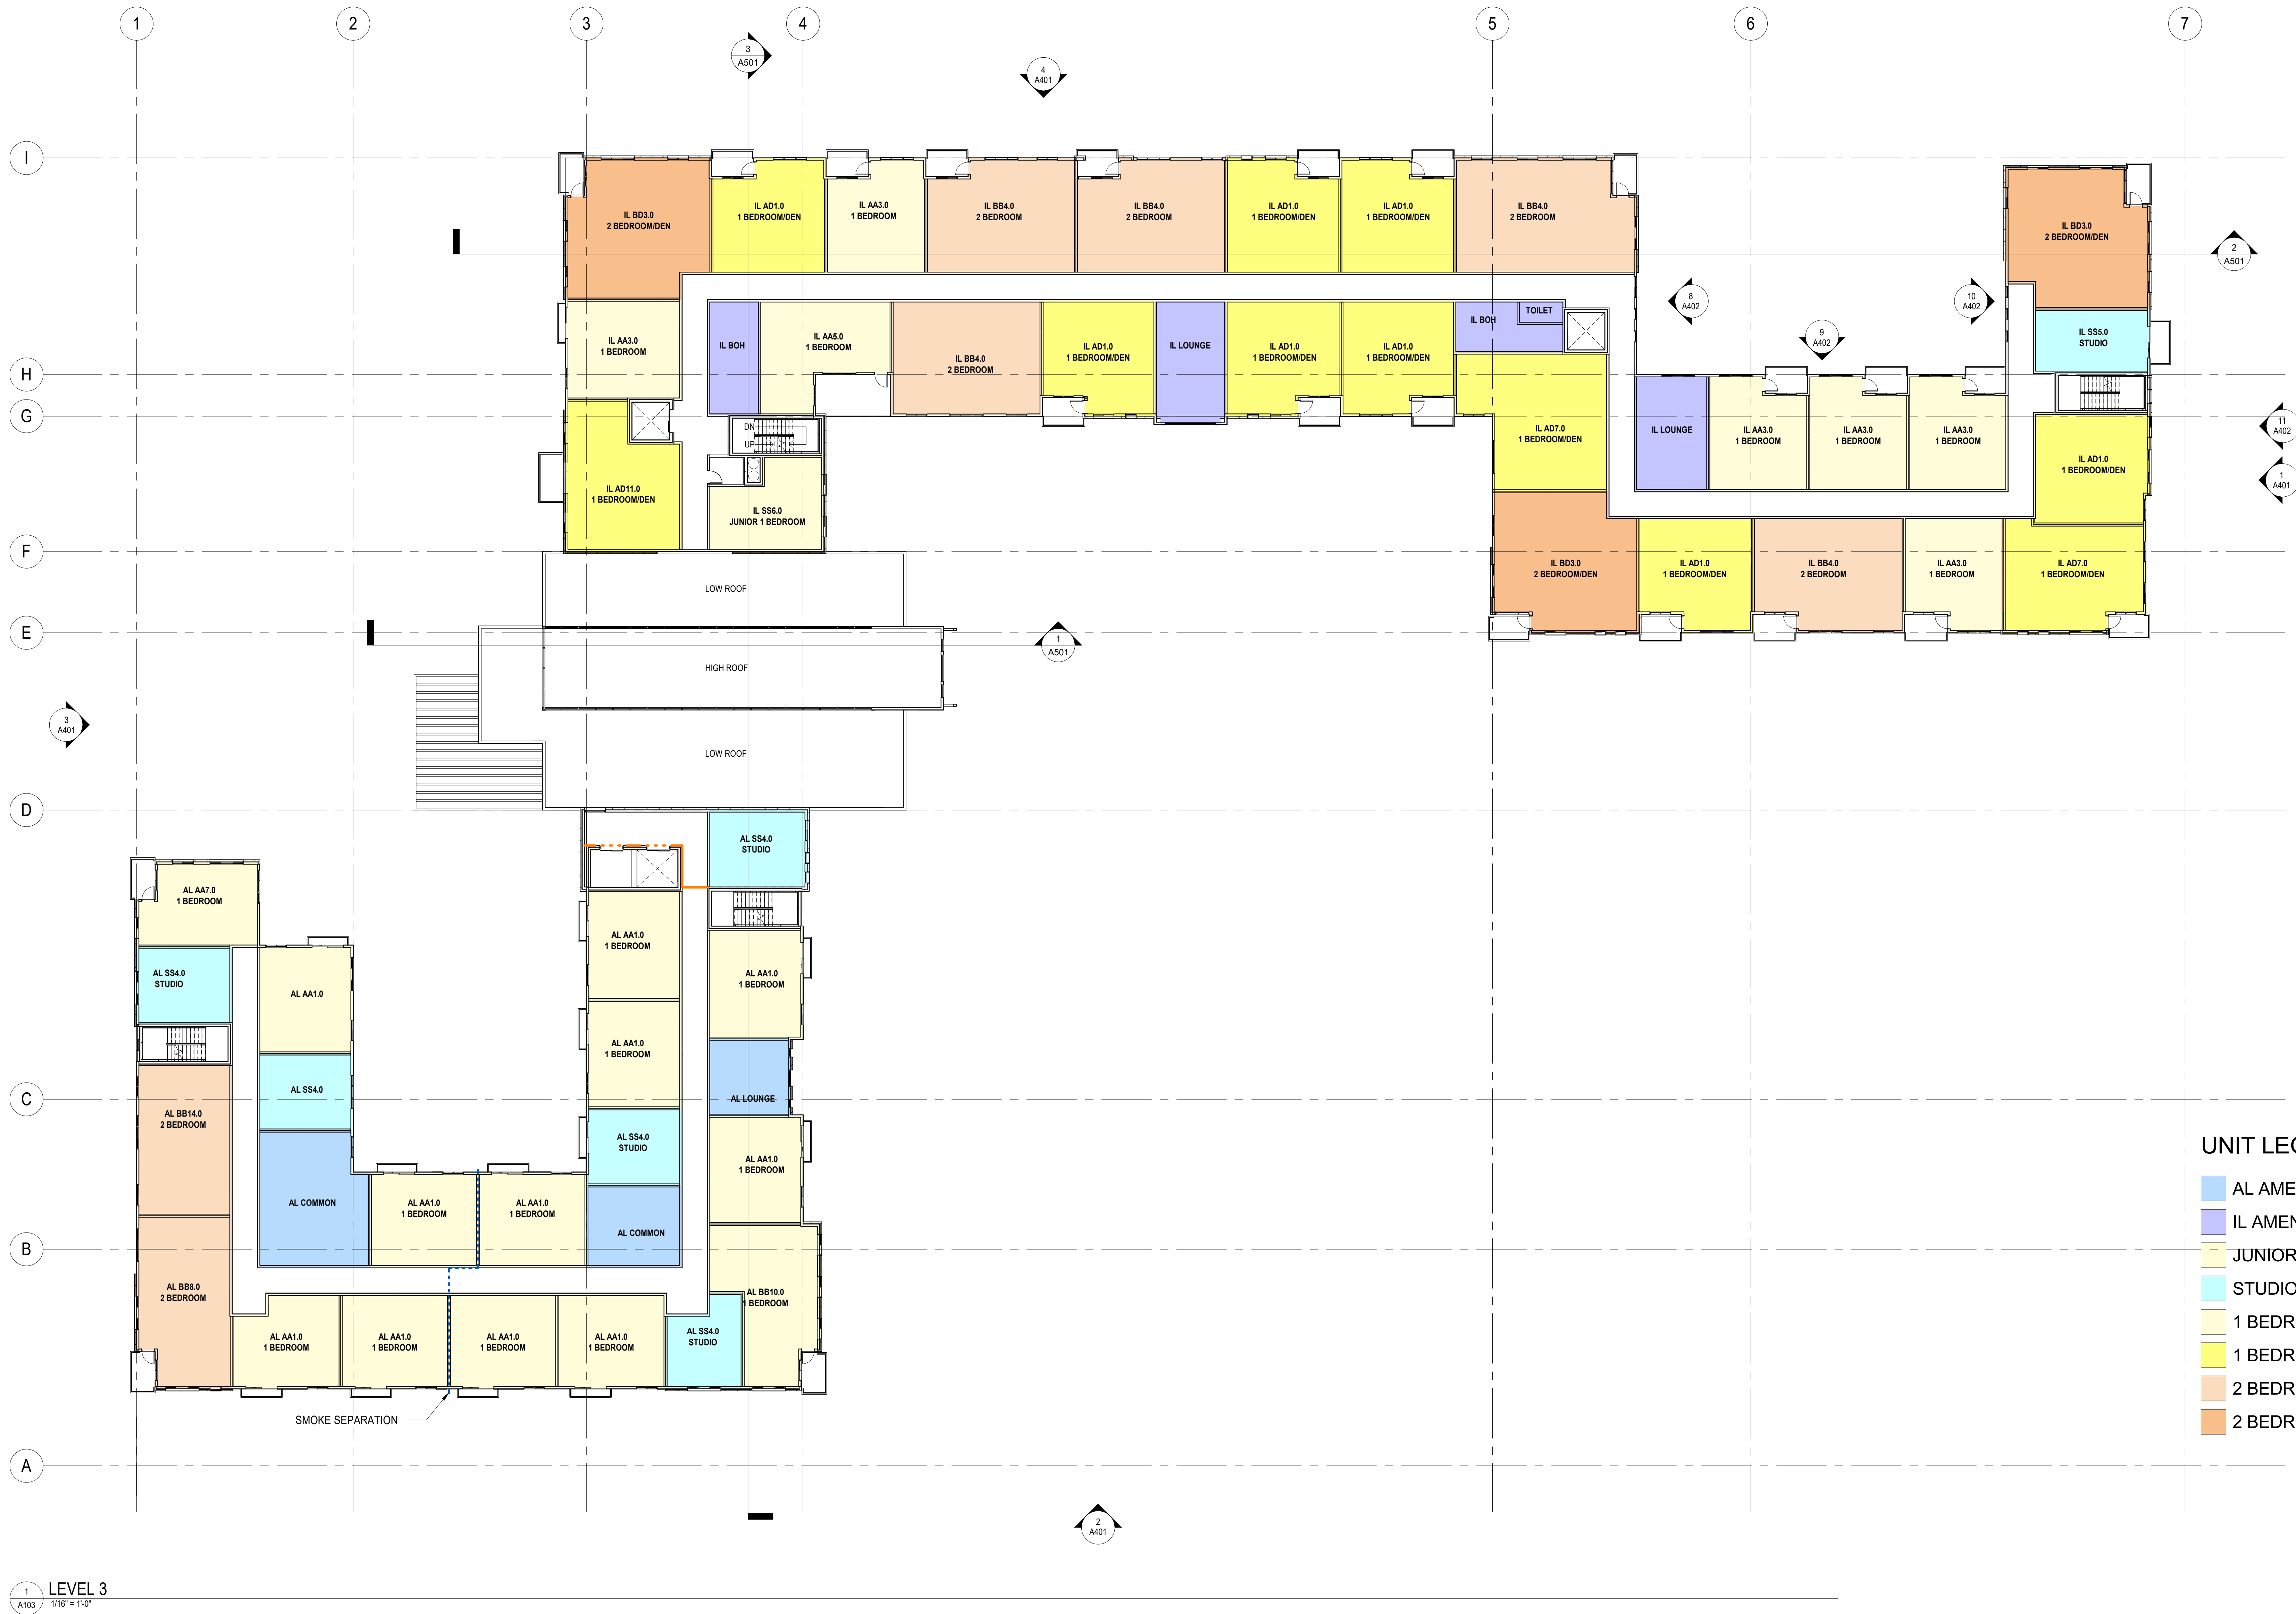 1
2
3
4
5
6
7
3
A501
4
A401
I
IL BD3.0
2 BEDROOM/DEN
IL AD1.0
1 BEDROOM/DEN
IL AA3.0
1 BEDROOM
IL BB4.0
2 BEDROOM
IL BB4.0
2 BEDROOM
IL AD1.0
1 BEDROOM/DEN
IL AD1.0
1 BEDROOM/DEN
IL BB4.0
2 BEDROOM
IL BD3.0
2 BEDROOM/DEN
2
A501
8
A402
10
A402
9
A402
IL AA3.0
1 BEDROOM
IL BOH
IL AA5.0
1 BEDROOM
IL BB4.0
2 BEDROOM
IL AD1.0
1 BEDROOM/DEN
IL LOUNGE
IL AD1.0
1 BEDROOM/DEN
IL AD1.0
1 BEDROOM/DEN
IL BOH
TOILET
IL SS5.0
STUDIO
H
G
DN
UP
IL AD7.0
1 BEDROOM/DEN
IL LOUNGE
IL AA3.0
1 BEDROOM
IL AA3.0
1 BEDROOM
IL AA3.0
1 BEDROOM
IL AD1.0
1 BEDROOM/DEN
11
A402
1
A401
IL AD11.0
1 BEDROOM/DEN
IL SS6.0
JUNIOR 1 BEDROOM
F
IL BD3.0
2 BEDROOM/DEN
IL AD1.0
1 BEDROOM/DEN
IL BB4.0
2 BEDROOM
IL AA3.0
1 BEDROOM
IL AD7.0
1 BEDROOM/DEN
LOW ROOF
E
1
A501
HIGH ROOF
3
A401
LOW ROOF
D
AL SS4.0
STUDIO
AL AA7.0
1 BEDROOM
AL AA1.0
1 BEDROOM
AL SS4.0
STUDIO
AL AA1.0
AL AA1.0
1 BEDROOM
AL AA1.0
1 BEDROOM
AL SS4.0
C
AL LOUNGE
AL BB14.0
2 BEDROOM
AL SS4.0
STUDIO
AL AA1.0
1 BEDROOM
AL COMMON
AL AA1.0
1 BEDROOM
AL AA1.0
1 BEDROOM
AL COMMON
B
AL BB8.0
2 BEDROOM
AL BB10.0
1 BEDROOM
AL AA1.0
1 BEDROOM
AL AA1.0
1 BEDROOM
AL AA1.0
1 BEDROOM
AL AA1.0
1 BEDROOM
AL SS4.0
STUDIO
SMOKE SEPARATION
A
UNIT LEG
AL AME
IL AMEN
JUNIOR
STUDIO
1 BEDR
1 BEDR
2 BEDR
2 BEDR
2
A401
1
A103
LEVEL 3
1/16" = 1'-0"